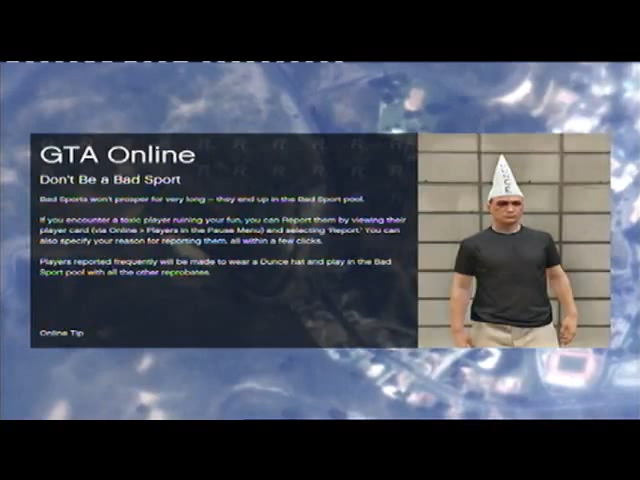 GTA Online
Don't Be a Bad Sport
Bad Sports won't prosper for very long – they end up in the Bad Sport pool.
If you encounter a toxic player ruining your fun, you can Report them by viewing their
player card (via Online > Players in the Pause Menu) and selecting 'Report.' You can
also specify your reason for reporting them, all within a few clicks.
Players reported frequently will be made to wear a Dunce hat and play in the Bad
Sport pool with all the other reprobates.
Online Tip
DUNCE